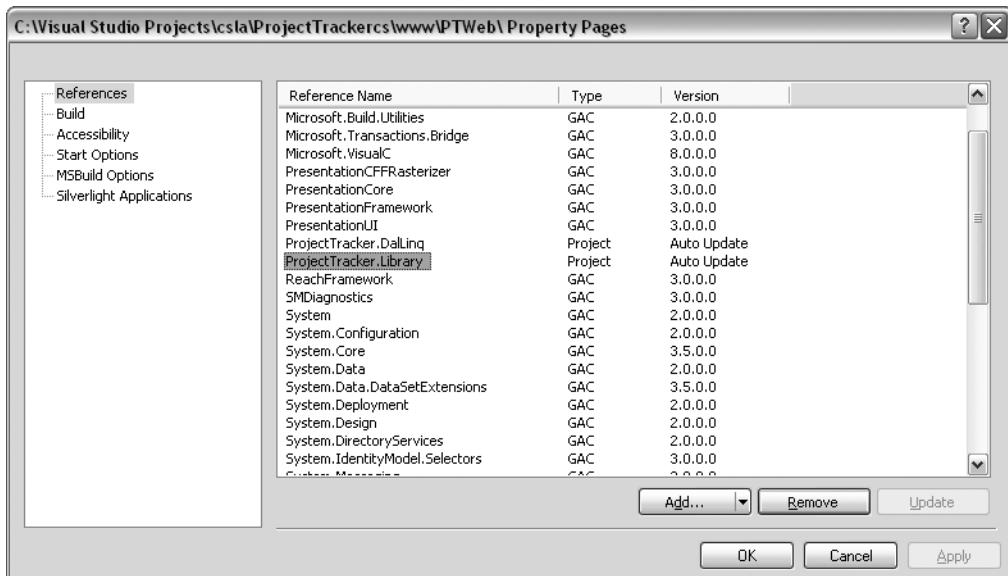 C:\Visual Studio Projects\csla\ProjectTrackercs\www\PTWeb\ Property Pages
References
Build
Accessibility
Start Options
MSBuild Options
Silverlight Applications
Reference Name Type Version
Microsoft.Build.Utilities GAC 2.0.0.0
Microsoft.Transactions.Bridge GAC 3.0.0.0
Microsoft.VisualC GAC 8.0.0.0
PresentationCFFRasterizer GAC 3.0.0.0
PresentationCore GAC 3.0.0.0
PresentationFramework GAC 3.0.0.0
PresentationUI GAC 3.0.0.0
ProjectTracker.DalLinq Project Auto Update
ProjectTracker.Library Project Auto Update
ReachFramework GAC 3.0.0.0
SMDiagnostics GAC 3.0.0.0
System GAC 2.0.0.0
System.Configuration GAC 2.0.0.0
System.Core GAC 3.5.0.0
System.Data GAC 2.0.0.0
System.Data.DataSetExtensions GAC 3.5.0.0
System.Deployment GAC 2.0.0.0
System.Design GAC 2.0.0.0
System.DirectoryServices GAC 2.0.0.0
System.IdentityModel.Selectors GAC 3.0.0.0
Add... Remove Update
OK Cancel Apply